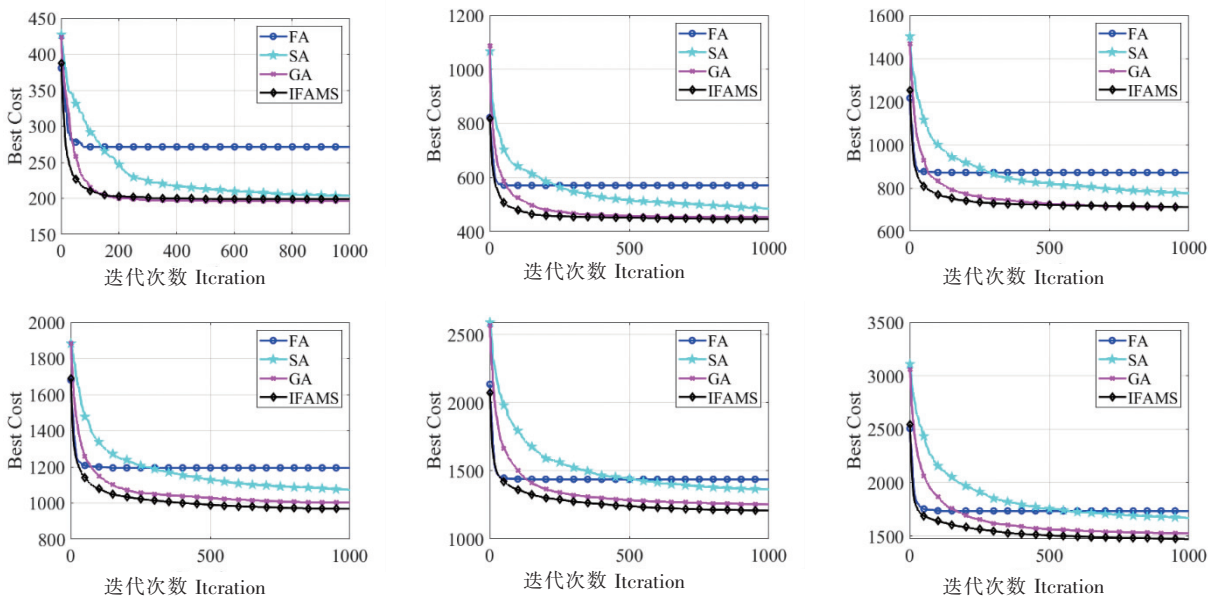 450
400
350
300
250
200
150
Best Cost
FA
SA
GA
IFAMS
0 200 400 600 800 1000
迭代次数 Itcration
1200
1000
800
600
400
Best Cost
FA
SA
GA
IFAMS
0 500 1000
迭代次数 Itcration
1600
1400
1200
1000
800
600
Best Cost
FA
SA
GA
IFAMS
0 500 1000
迭代次数 Itcration
2000
1800
1600
1400
1200
1000
800
Best Cost
FA
SA
GA
IFAMS
0 500 1000
迭代次数 Itcration
2500
2000
1500
1000
Best Cost
FA
SA
GA
IFAMS
0 500 1000
迭代次数 Itcration
3500
3000
2500
2000
1500
Best Cost
FA
SA
GA
IFAMS
0 500 1000
迭代次数 Itcration